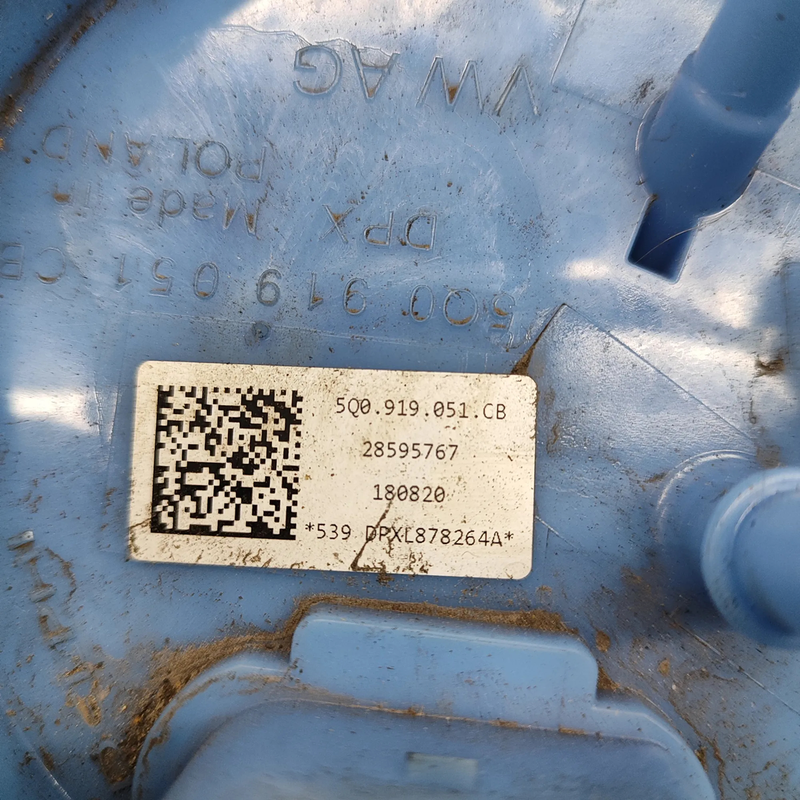 VW AG
Made in
POLAND
DPX
5Q0 919 051 CB
5Q0.919.051.CB
28595767
180820
*539 DPXL878264A*